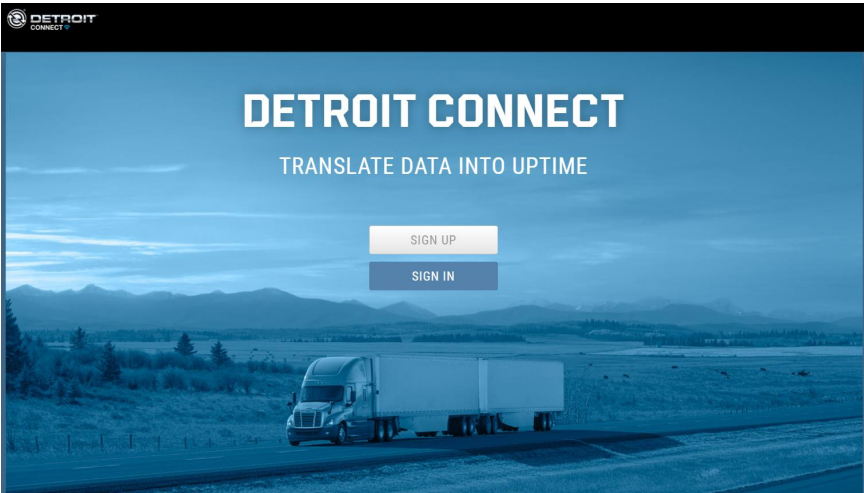 DETROIT
CONNECT
DETROIT CONNECT
TRANSLATE DATA INTO UPTIME
SIGN UP
SIGN IN